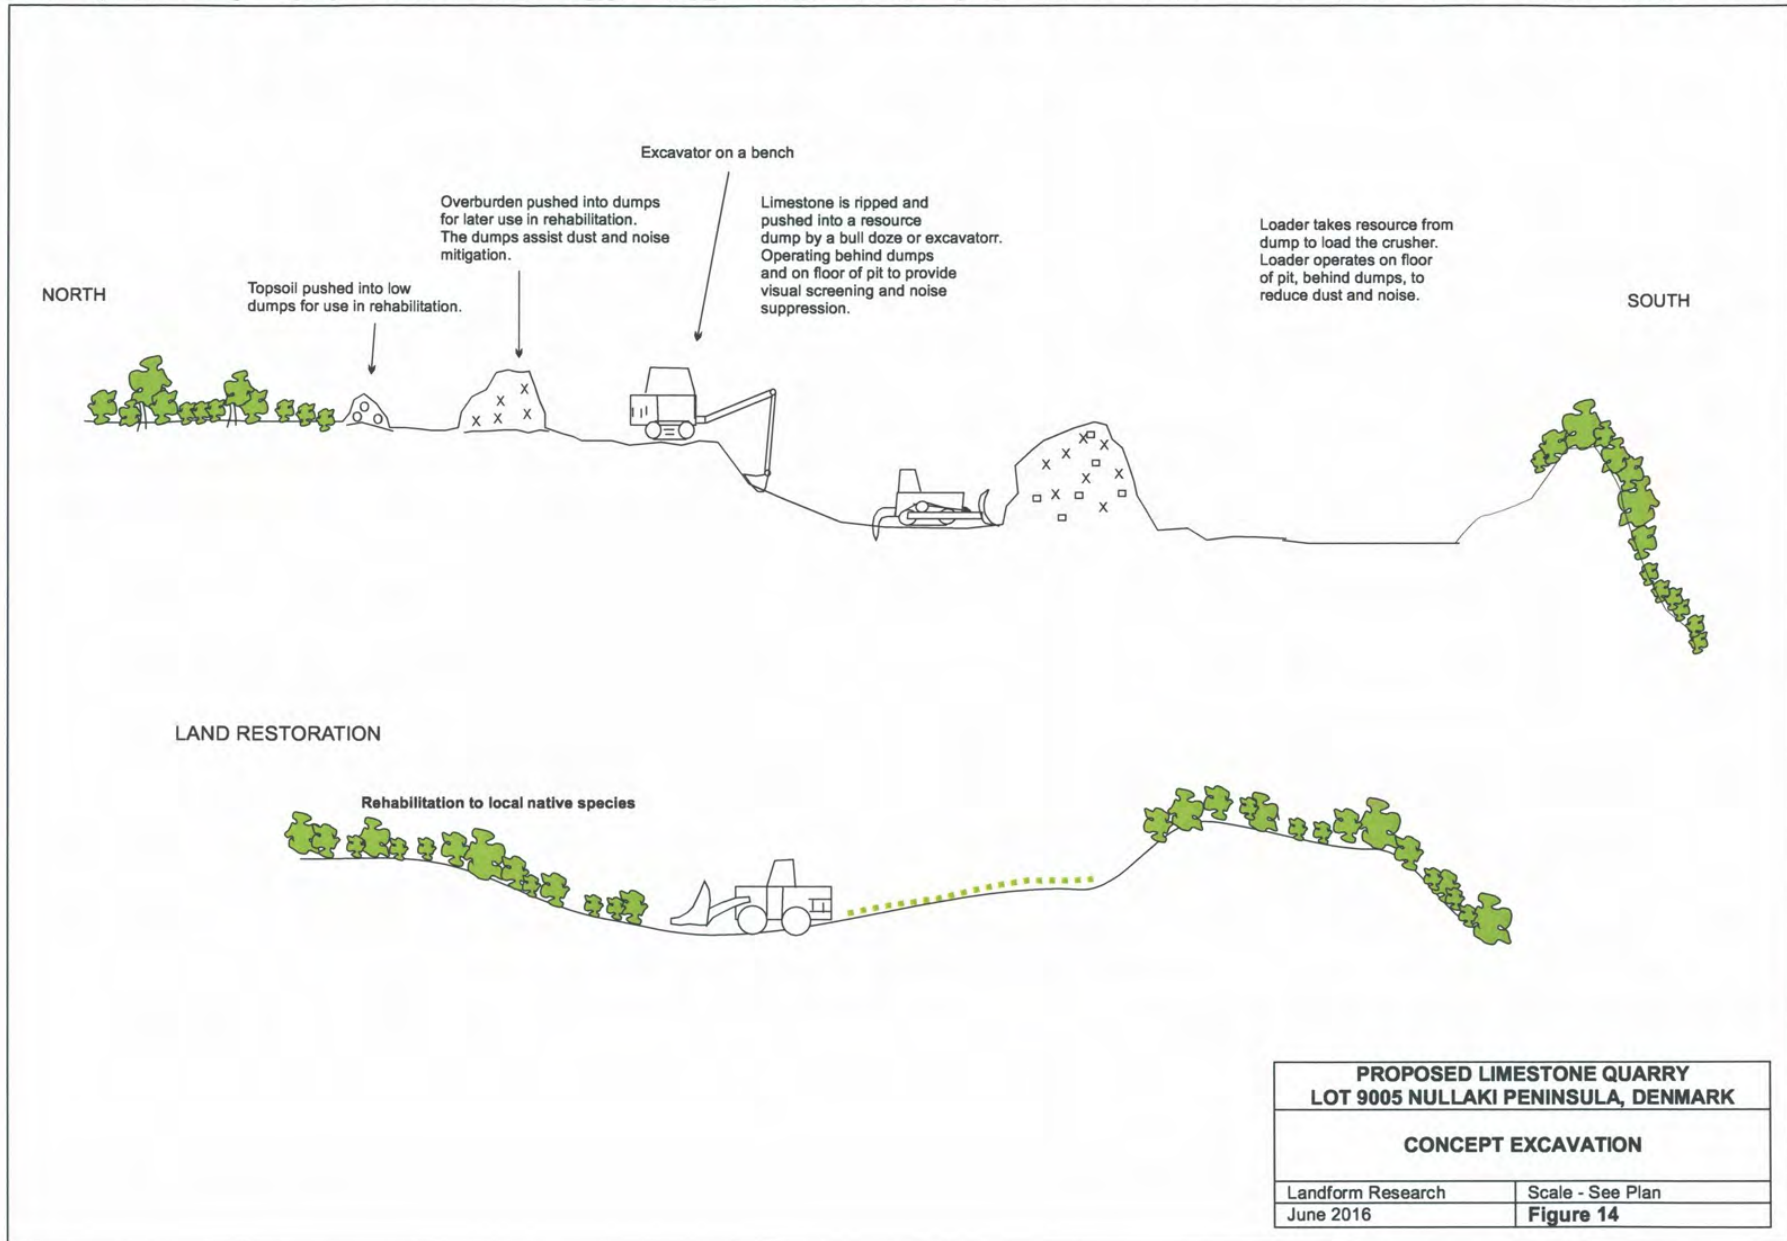 Excavator on a bench
Overburden pushed into dumps
for later use in rehabilitation.
The dumps assist dust and noise
mitigation.
Limestone is ripped and
pushed into a resource
dump by a bull doze or excavatorr.
Operating behind dumps
and on floor of pit to provide
visual screening and noise
suppression.
Loader takes resource from
dump to load the crusher.
Loader operates on floor
of pit, behind dumps, to
reduce dust and noise.
NORTH
Topsoil pushed into low
dumps for use in rehabilitation.
SOUTH
LAND RESTORATION
Rehabilitation to local native species
PROPOSED LIMESTONE QUARRY
LOT 9005 NULLAKI PENINSULA, DENMARK
CONCEPT EXCAVATION
Landform Research
Scale - See Plan
June 2016
Figure 14